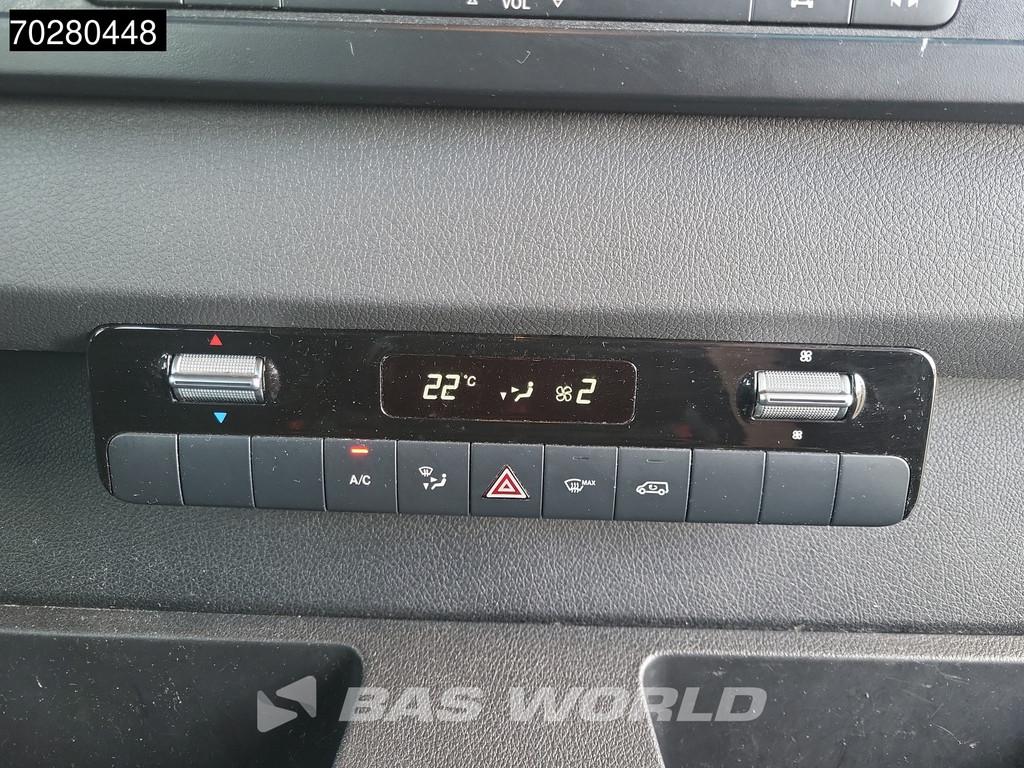 70280448
VOL
22 °C 2
A/C MAX
BAS WORLD